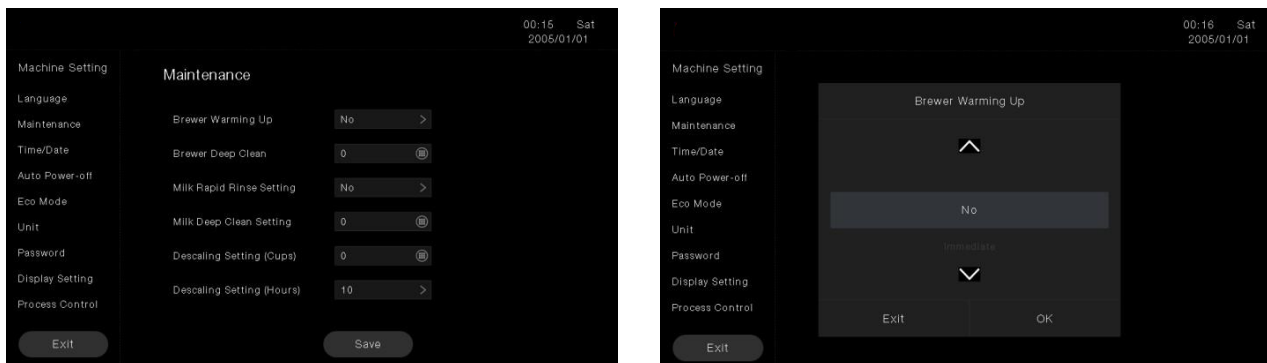 00:15 Sat
2005/01/01
Machine Setting
Language
Maintenance
Time/Date
Auto Power-off
Eco Mode
Unit
Password
Display Setting
Process Control
Exit
Maintenance
Brewer Warming Up No
Brewer Deep Clean 0
Milk Rapid Rinse Setting No
Milk Deep Clean Setting 0
Descaling Setting (Cups) 0
Descaling Setting (Hours) 10
Save
00:16 Sat
2005/01/01
Machine Setting
Language
Maintenance
Time/Date
Auto Power-off
Eco Mode
Unit
Password
Display Setting
Process Control
Exit
Brewer Warming Up
No
Immediate
Exit OK